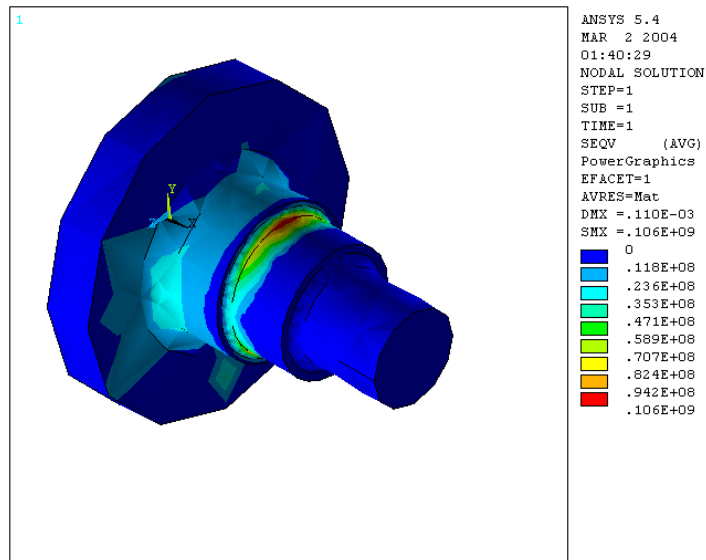 1
ANSYS 5.4
MAR 2 2004
01:40:29
NODAL SOLUTION
STEP=1
SUB =1
TIME=1
SEQV (AVG)
PowerGraphics
EFACET=1
AVRES=Mat
DMX =.110E-03
SMX =.106E+09
0
.118E+08
.236E+08
.353E+08
.471E+08
.589E+08
.707E+08
.824E+08
.942E+08
.106E+09
Y
Z X